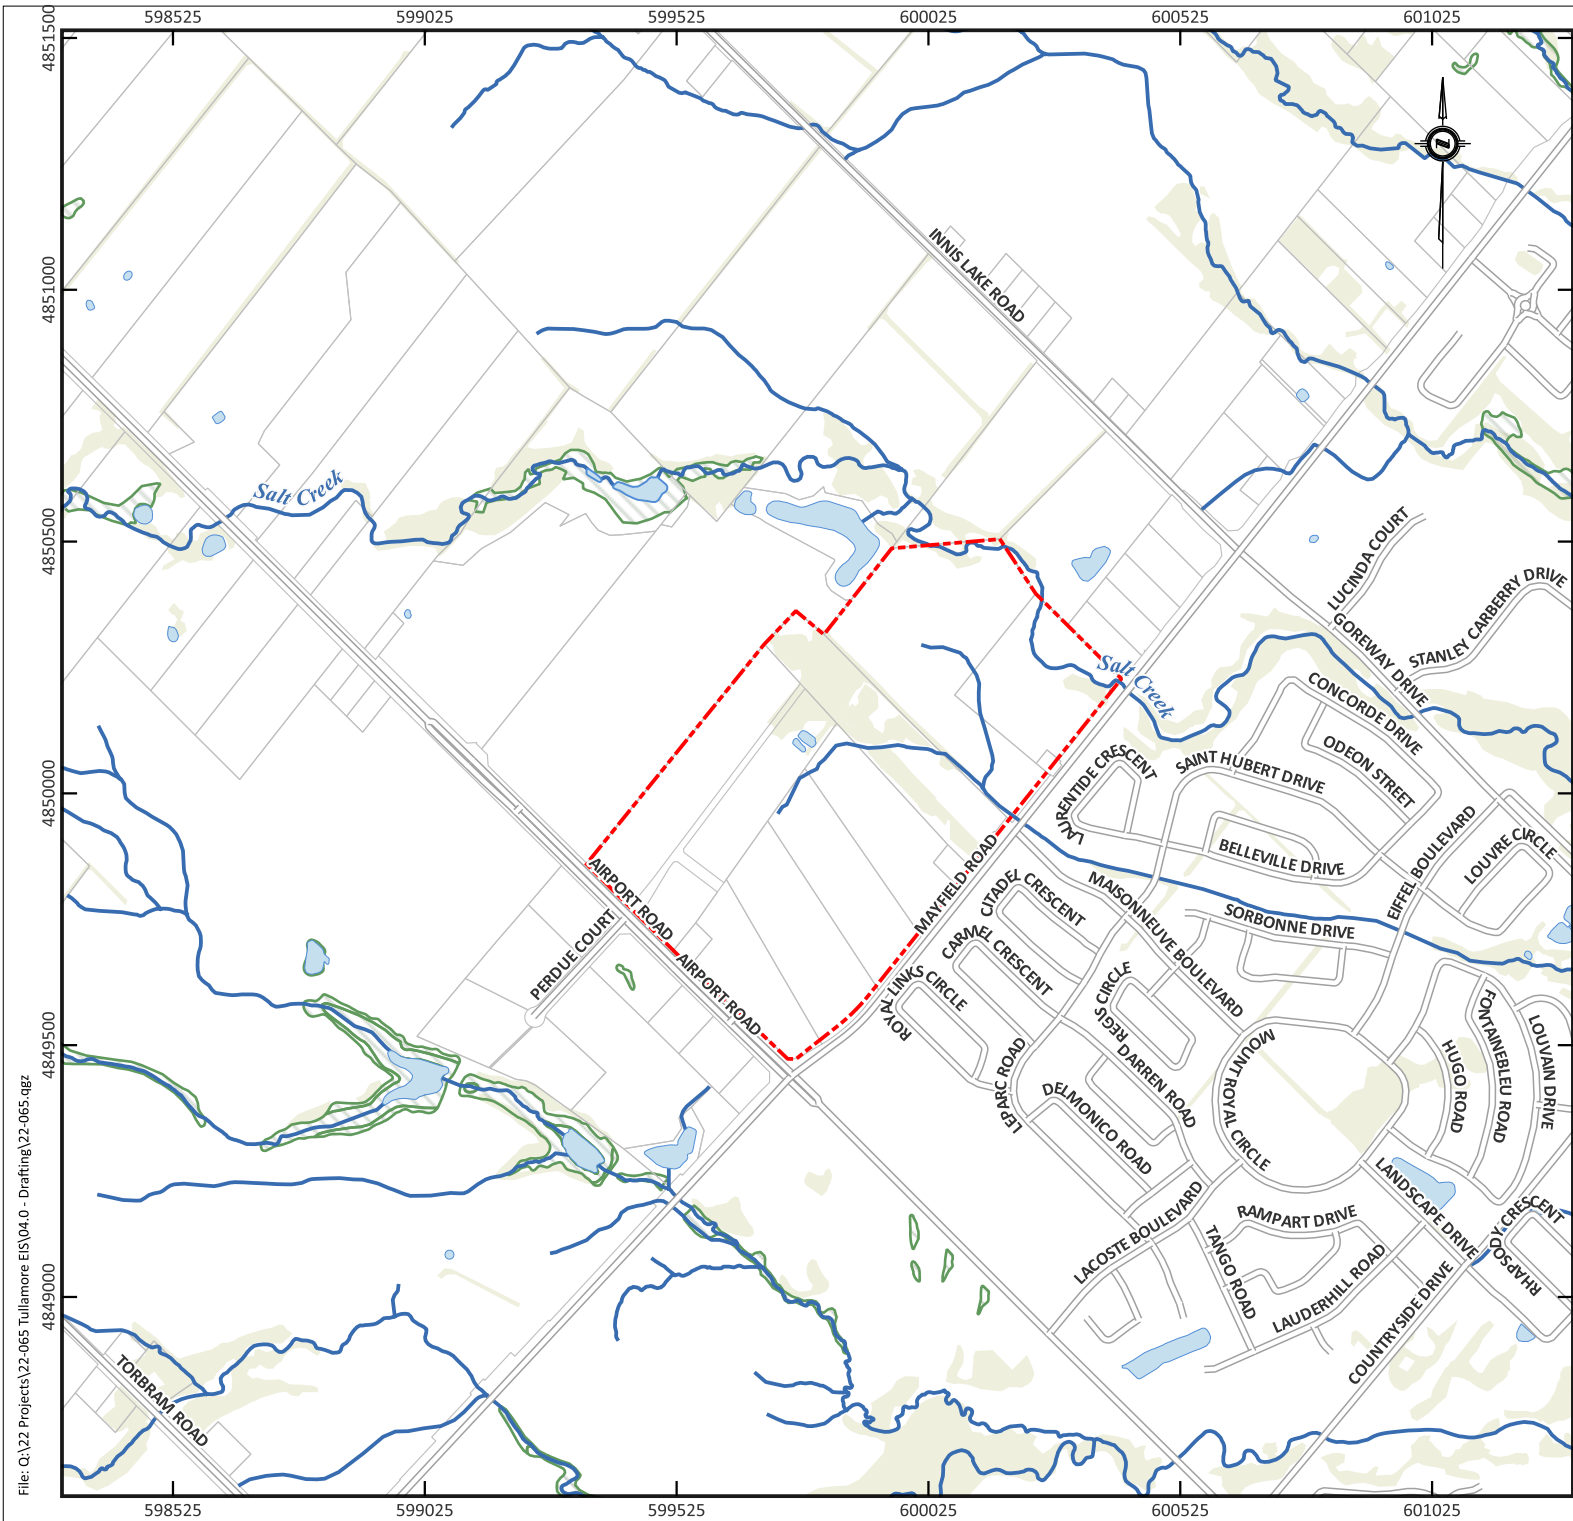 598525
599025
599525
600025
600525
601025
4851500
4851000
4850500
4850000
4849500
4849000
N
INNIS LAKE ROAD
Salt Creek
LUCINDA COURT
STANLEY CARBERRY DRIVE
GOREWAY DRIVE
Salt Creek
CONCORDE DRIVE
ODEON STREET
SAINT HUBERT DRIVE
LAURENTIDE CRESCENT
BELLEVILLE DRIVE
EIFFEL BOULEVARD
LOUVRE CIRCLE
AIRPORT ROAD
MAYFIELD ROAD
CITADEL CRESCENT
MAISONNEUVE BOULEVARD
SORBONNE DRIVE
PERDUE COURT
AIRPORT ROAD
CARMEL CRESCENT
ROYAL LINKS CIRCLE
REGIS CIRCLE
FONTAINEBLEU ROAD
LOUVAIN DRIVE
HUGO ROAD
MOUNT ROYAL CIRCLE
LEPARC ROAD
DARREN ROAD
DELMONICO ROAD
LANDSCAPE DRIVE
RHAPSODY CRESCENT
LACOSTE BOULEVARD
RAMPART DRIVE
TANGO ROAD
LAUDERHILL ROAD
COUNTRYSIDE DRIVE
TORBRAM ROAD
File: Q:\22 Projects\22-065 Tullamore EIS\04.0 - Drafting\22-065.qgz
598525
599025
599525
600025
600525
601025